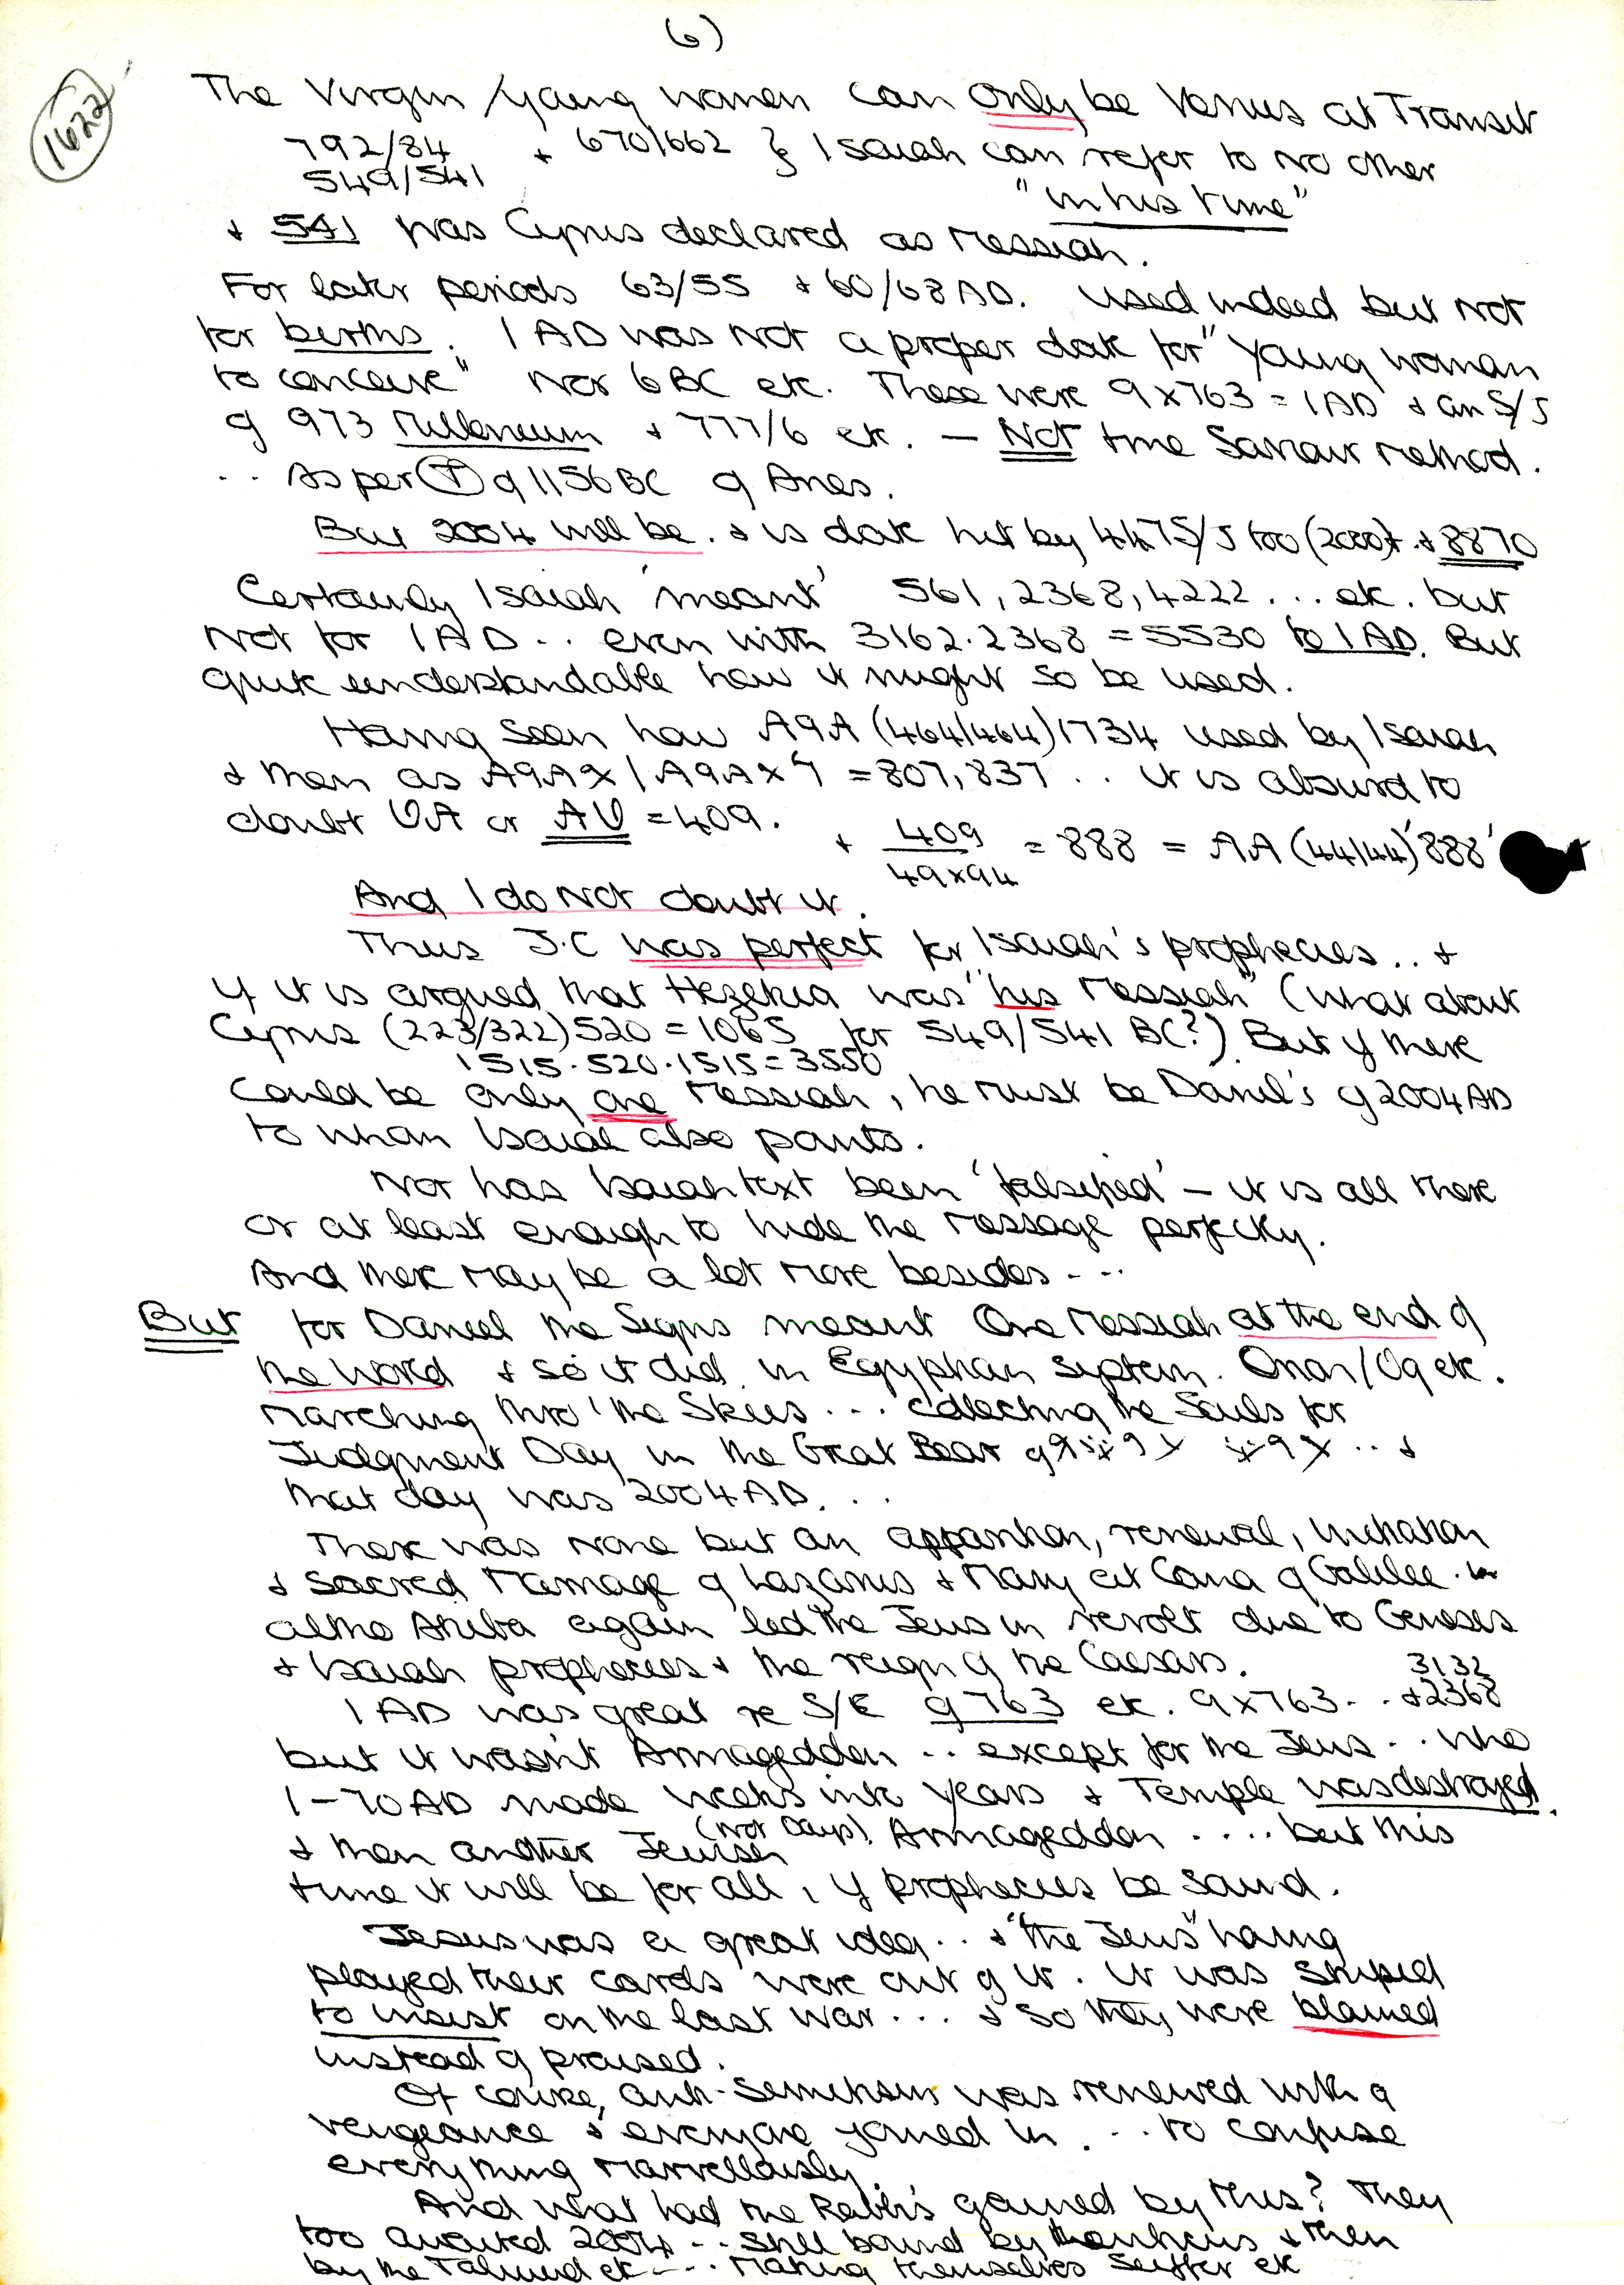 (6)
1622
The Virgin / young women can only be Venus at Transit
792/84 + 670/662 } Isaiah can refer to no other
549/541 "in his time"
+ 541 was Cyrus declared as Messiah.
For later periods 63/55 + 60/68 AD. Used indeed but not
for births. 1 AD was not a proper date for "young woman
to conceive" nor 6 BC etc. These were 9x763 = 1 AD + an S/J
of 973 Millenium + 777/6 etc. — Not true Saviour method.
.. As per (T) of 1156 BC of Aries.
But 2004 will be. + is date hit by 447 S/J too (2000) + 8870
Certainly Isaiah 'meant' 561, 2368, 4222 ... etc. but
not for 1 AD .. even with 3162.2368 = 5530 to 1 AD. But
quite understandable how it might so be used.
Having seen how A9A (464/464) 1734 used by Isaiah
+ then as A9A9x / A9Ax9 = 807,837 .. it is absurd to
doubt VA or AV = 409.
+ 409/49x94 = 888 = AA (44/44) '888'
And I do not doubt it.
Thus J.C was perfect for Isaiah's prophecies .. +
if it is argued that Hezekia was "his Messiah" (what about
Cyrus (223/322) 520 = 1065 for 549/541 BC?) But if there
1515.520.1515 = 3550
could be only one Messiah, he must be Daniel's of 2004 AD
to whom Isaiah also points.
Nor has Isaiah text been 'falsified' – it is all there
or at least enough to hide the message perfectly.
And there may be a lot more besides - - -
But for Daniel the Signs meant One Messiah at the end of
the World + so it did in Egyptian system. Orion / Og etc.
marching thro' the Skies ... collecting the Souls for
Judgment Day in the Great Bear of .. +
that day was 2004 AD. ..
There was none but an apparition, renewal, initiation
+ sacred marriage of Lazarus + Mary at Cana of Galilee.
altho Akiba again led the Jews in revolt due to Geneses
+ Isaiah prophecies + the reign of the Caesars.
3132
1 AD was great re S/E of 763 etc. 9x763 .. +2368
but it wasn't Armageddon .. except for the Jews .. who
1 – 70 AD made weeks into years + Temple was destroyed.
(not Days)
+ then another Jewish Armageddon .... but this
time it will be for all, if prophecies be sound.
Jesus was a great idea .. + "the Jews" having
played their cards were out of it. It was stupid
to insist on the last war ... + so they were blamed
instead of praised.
Of course, anti-Semitism was renewed with a
vengeance + everyone joined in ... to confuse
everything marvellously.
And what had the Rabbi's gained by this? They
too awaited 2004 .. still bound by + then
by the Talmud etc ... making themselves suffer etc